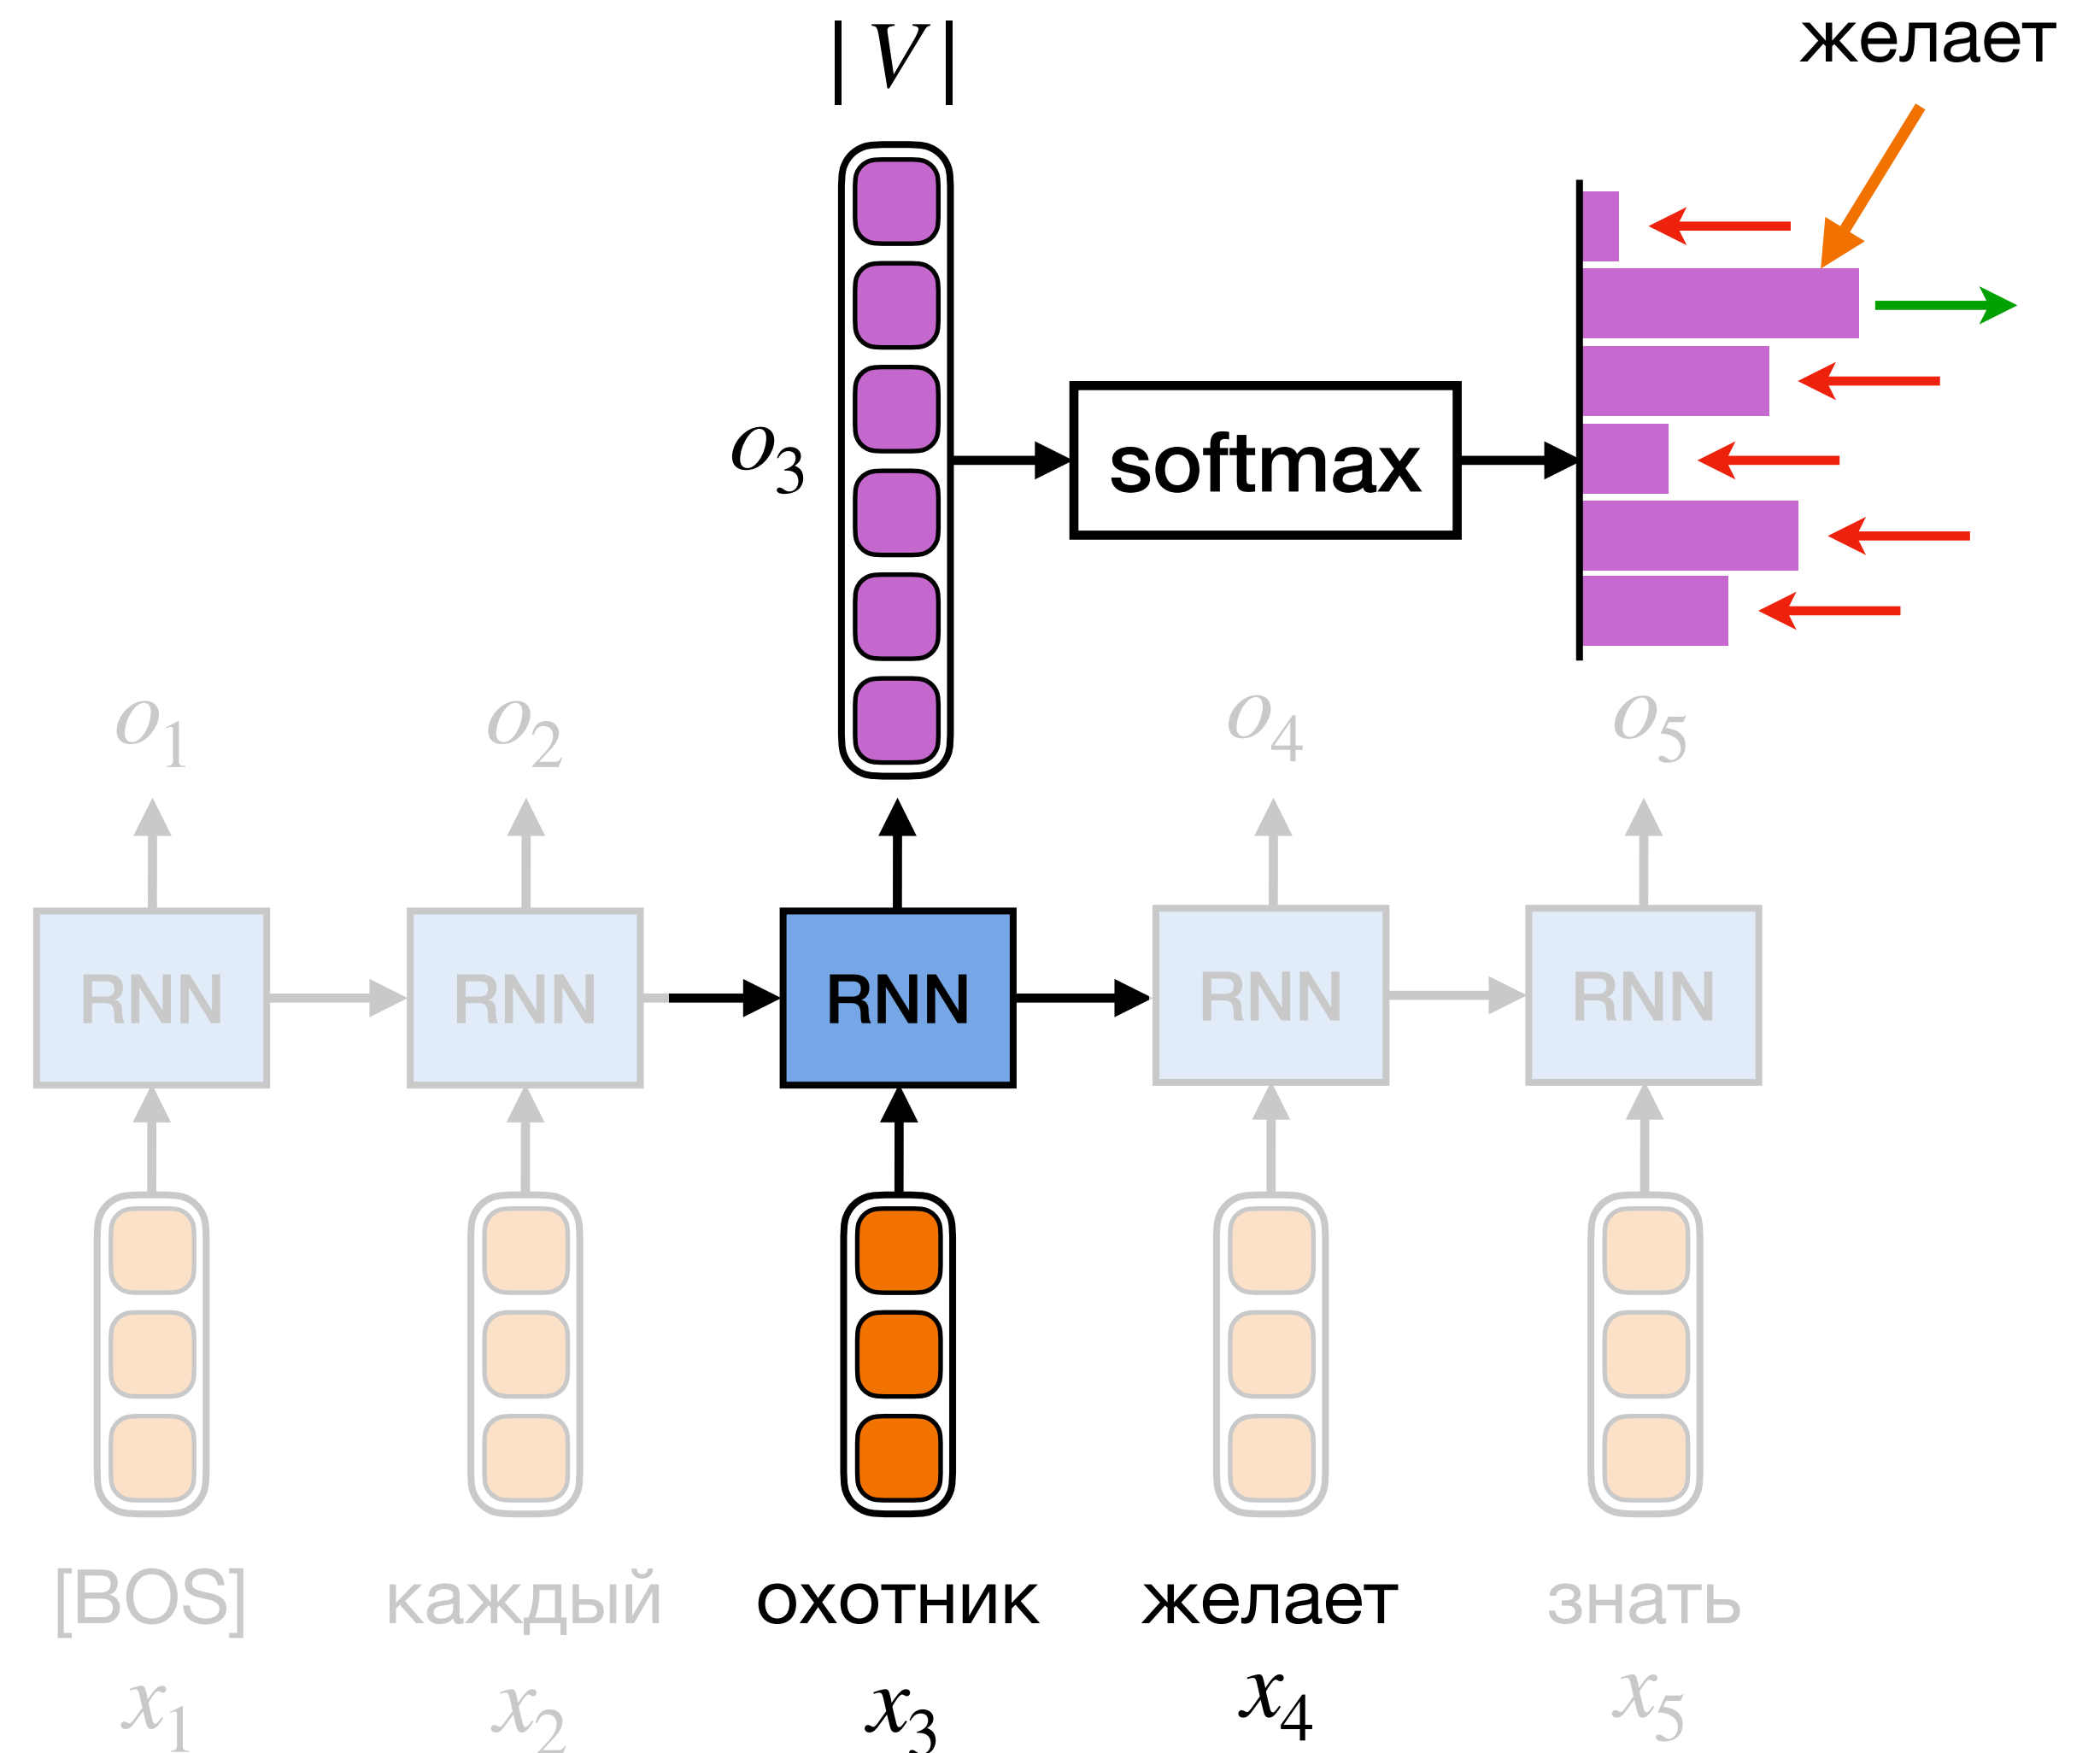 |V|
желает
o3
softmax
o1
o2
o4
o5
RNN
RNN
RNN
RNN
RNN
[BOS]
каждый
охотник
желает
знать
x1
x2
x3
x4
x5